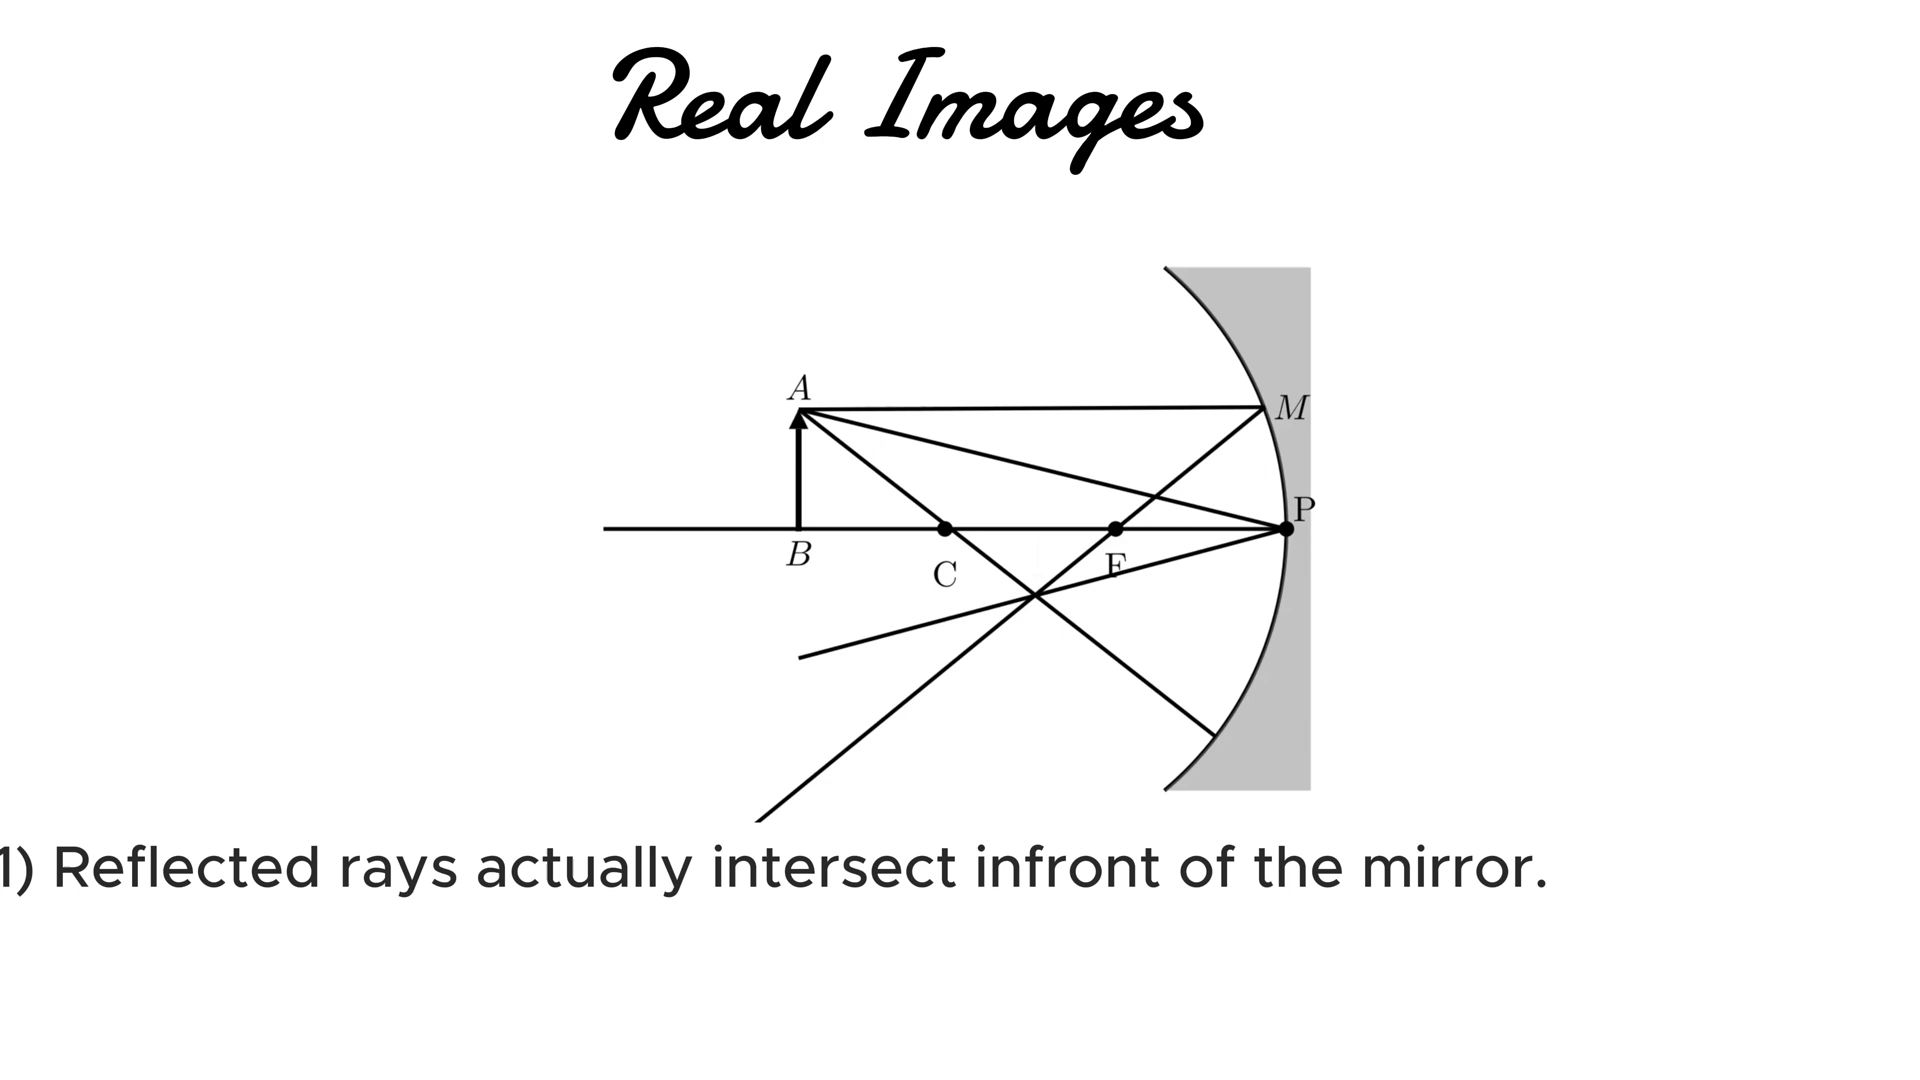 Real Images
A
M
P
B
C
F
1) Reflected rays actually intersect infront of the mirror.